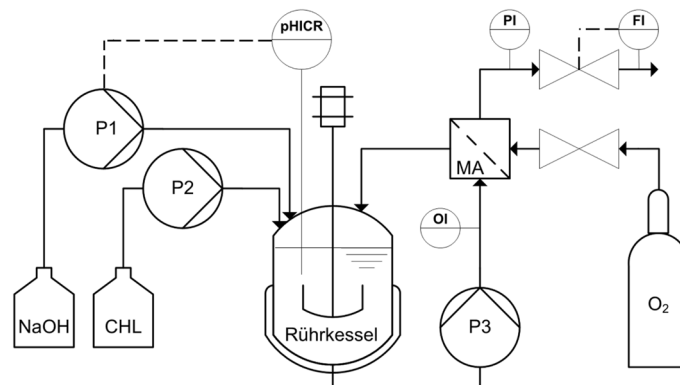 pHICR
PI
FI
P1
MA
P2
OI
NaOH
CHL
Rührkessel
P3
O₂